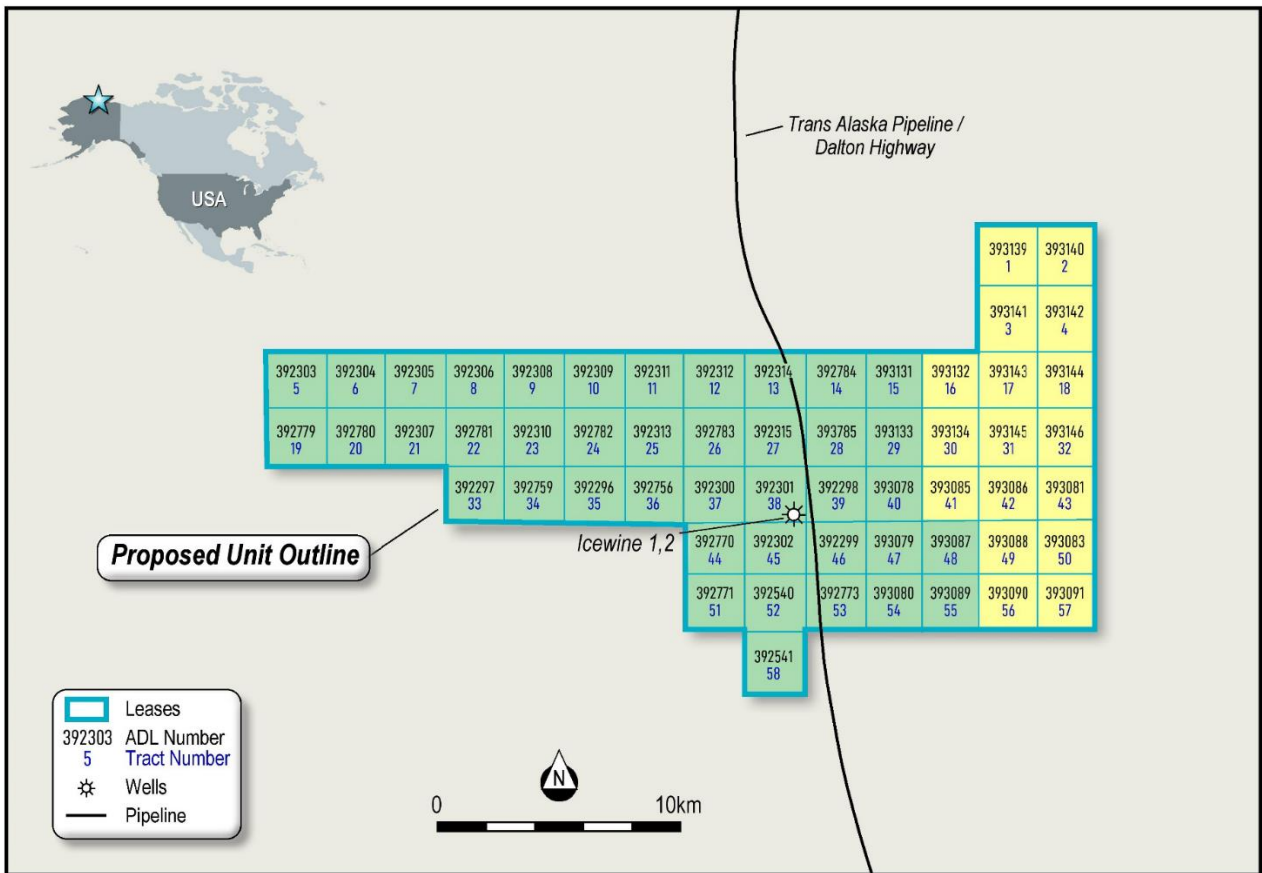 USA
Trans Alaska Pipeline /
Dalton Highway
393139 393140
1 2
393141 393142
3 4
392303 392304 392305 392306 392308 392309 392311 392312 392314 392784 393131 393132 393143 393144
5 6 7 8 9 10 11 12 13 14 15 16 17 18
392779 392780 392307 392781 392310 392782 392313 392783 392315 393785 393133 393134 393145 393146
19 20 21 22 23 24 25 26 27 28 29 30 31 32
392297 392759 392296 392756 392300 392301 392298 393078 393085 393086 393081
33 34 35 36 37 38 39 40 41 42 43
Icewine 1,2
392770 392302 392299 393079 393087 393088 393083
44 45 46 47 48 49 50
Proposed Unit Outline
392771 392540 392773 393080 393089 393090 393091
51 52 53 54 55 56 57
392541
58
Leases
392303 ADL Number
5 Tract Number
Wells
Pipeline
N
0 10km